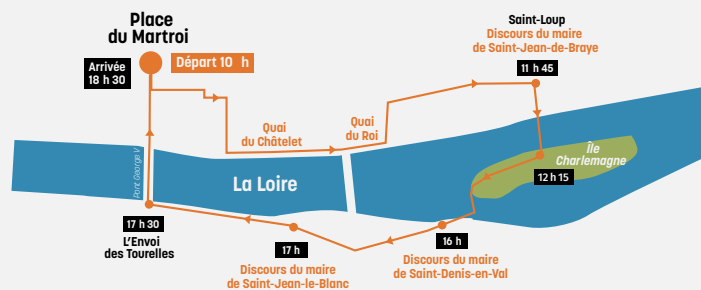 Place
du Martroi
Arrivée
18 h 30
Départ 10 h
Saint-Loup
Discours du maire
de Saint-Jean-de-Braye
11 h 45
Quai
du Châtelet
Quai
du Roi
Île
Charlemagne
12 h 15
Pont George V
La Loire
17 h 30
L'Envoi
des Tourelles
17 h
Discours du maire
de Saint-Jean-le-Blanc
16 h
Discours du maire
de Saint-Denis-en-Val